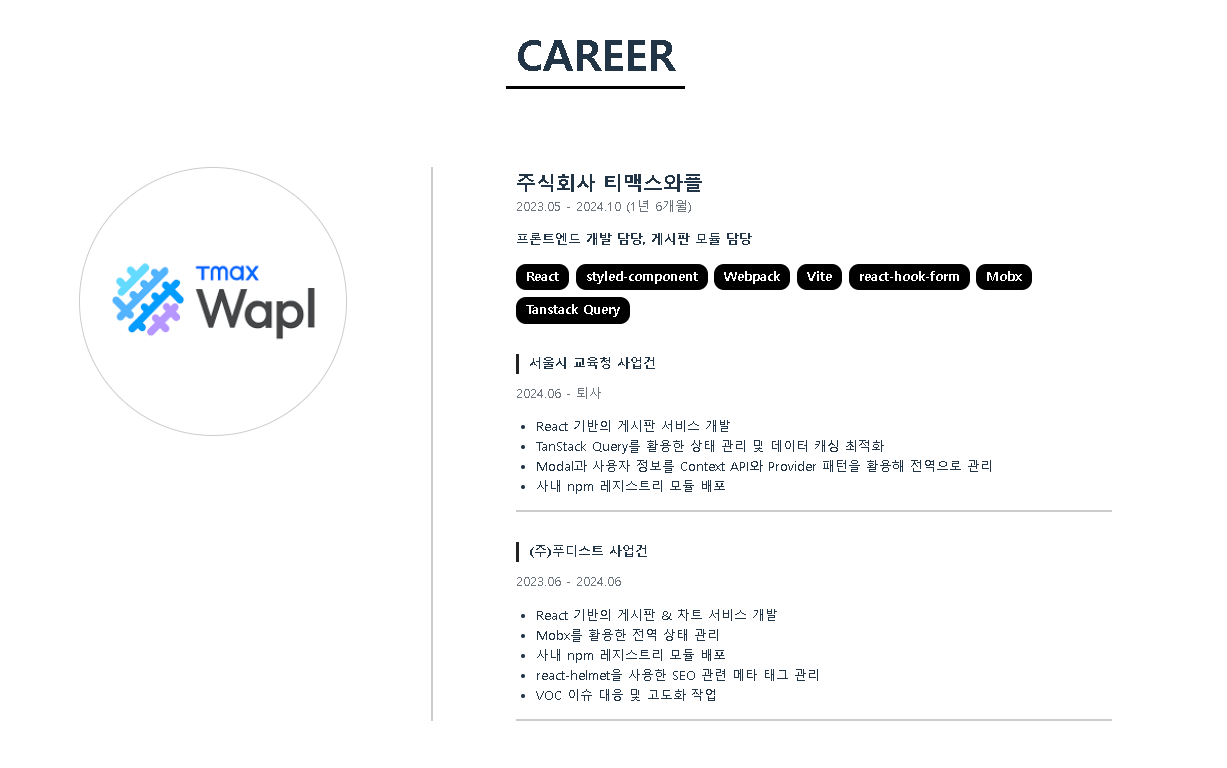 CAREER
TMAX
Wapl
주식회사 티맥스와플
2023.05 - 2024.10 (1년 6개월)
프론트엔드 개발 담당, 게시판 모듈 담당
React styled-component Webpack Vite react-hook-form Mobx
Tanstack Query
서울시 교육청 사업건
2024.06 - 퇴사
• React 기반의 게시판 서비스 개발
• TanStack Query를 활용한 상태 관리 및 데이터 캐싱 최적화
• Modal과 사용자 정보를 Context API와 Provider 패턴을 활용해 전역으로 관리
• 사내 npm 레지스트리 모듈 배포
(주)푸디스트 사업건
2023.06 - 2024.06
• React 기반의 게시판 & 차트 서비스 개발
• Mobx를 활용한 전역 상태 관리
• 사내 npm 레지스트리 모듈 배포
• react-helmet을 사용한 SEO 관련 메타 태그 관리
• VOC 이슈 대응 및 고도화 작업